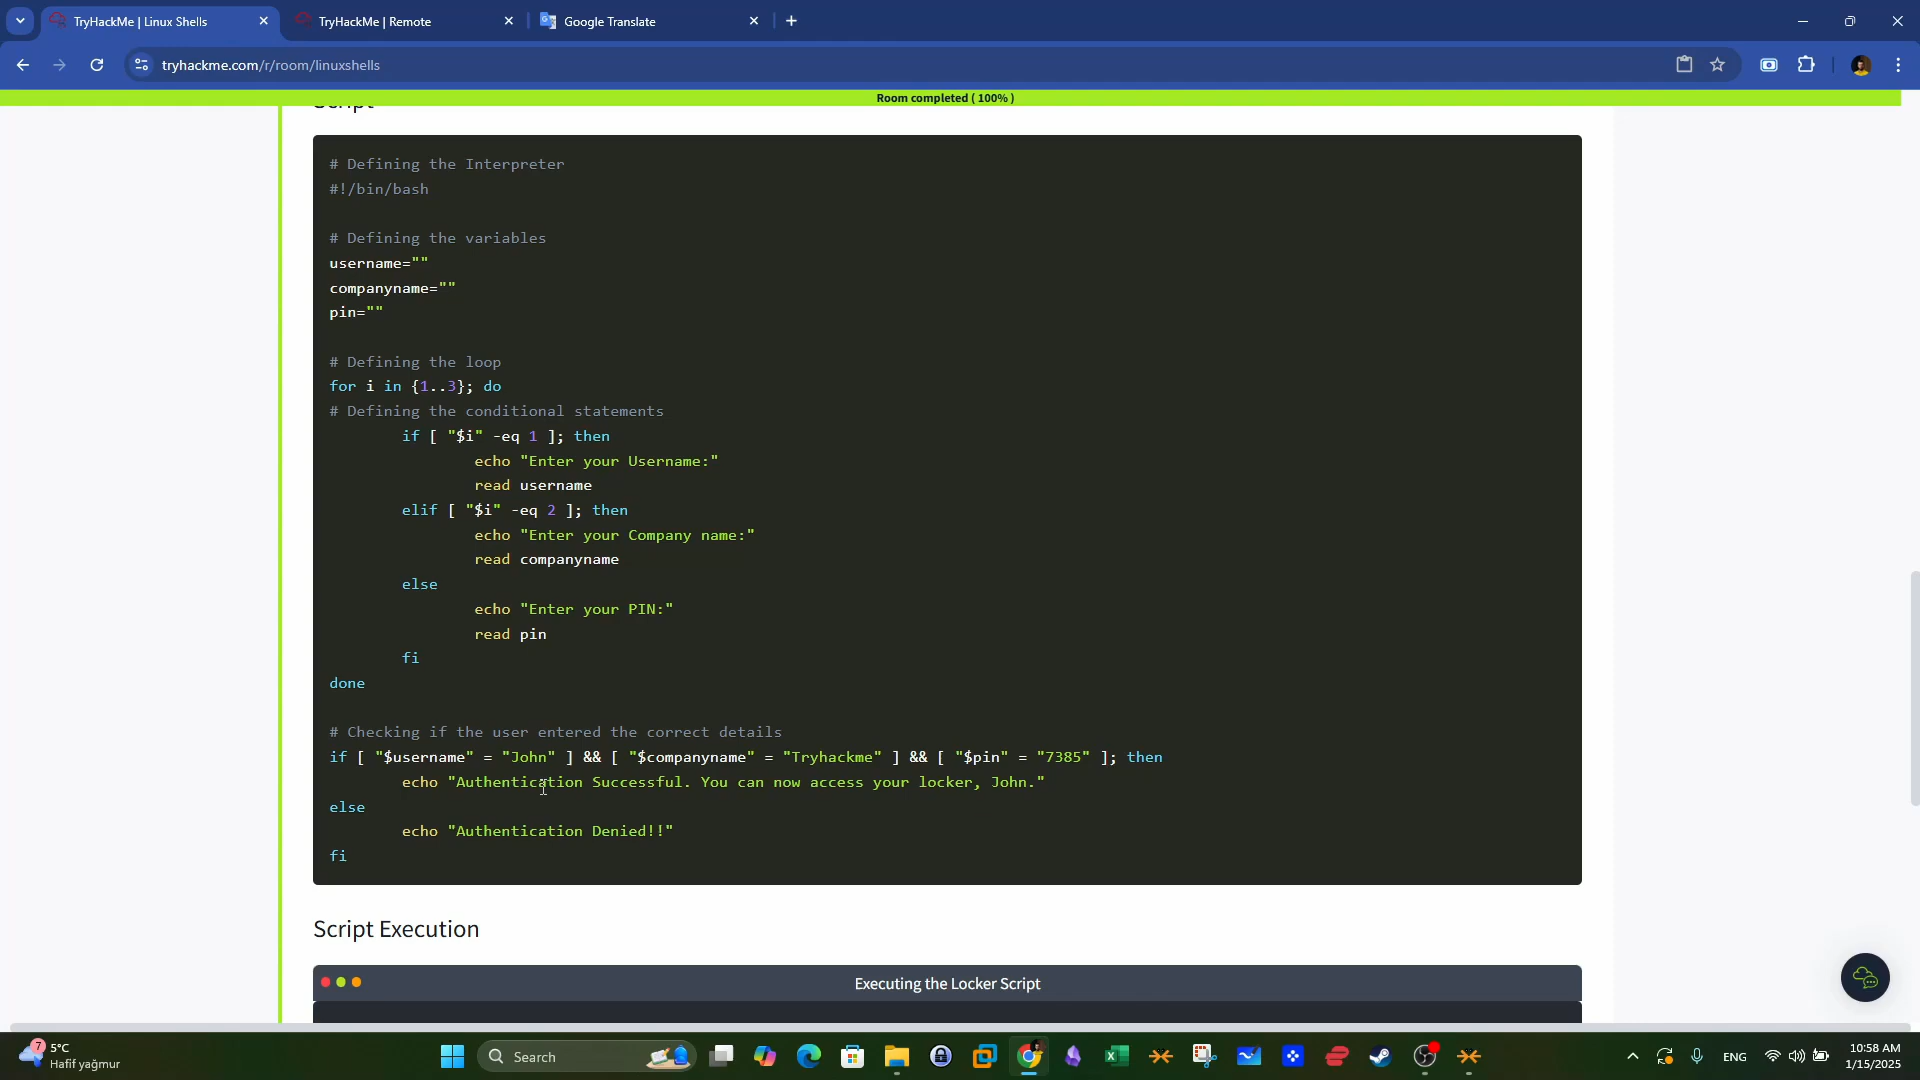 TryHackMe | Linux Shells
TryHackMe | Remote
Google Translate
tryhackme.com/r/room/linuxshells
Room completed ( 100% )
Script
# Defining the Interpreter
#!/bin/bash
# Defining the variables
username=""
companyname=""
pin=""
# Defining the loop
for i in {1..3}; do
# Defining the conditional statements
if [ "$i" -eq 1 ]; then
echo "Enter your Username:"
read username
elif [ "$i" -eq 2 ]; then
echo "Enter your Company name:"
read companyname
else
echo "Enter your PIN:"
read pin
fi
done
# Checking if the user entered the correct details
if [ "$username" = "John" ] && [ "$companyname" = "Tryhackme" ] && [ "$pin" = "7385" ]; then
echo "Authentication Successful. You can now access your locker, John."
else
echo "Authentication Denied!!"
fi
Script Execution
Executing the Locker Script
7
5°C
Hafif yağmur
Search
ENG
10:58 AM
1/15/2025